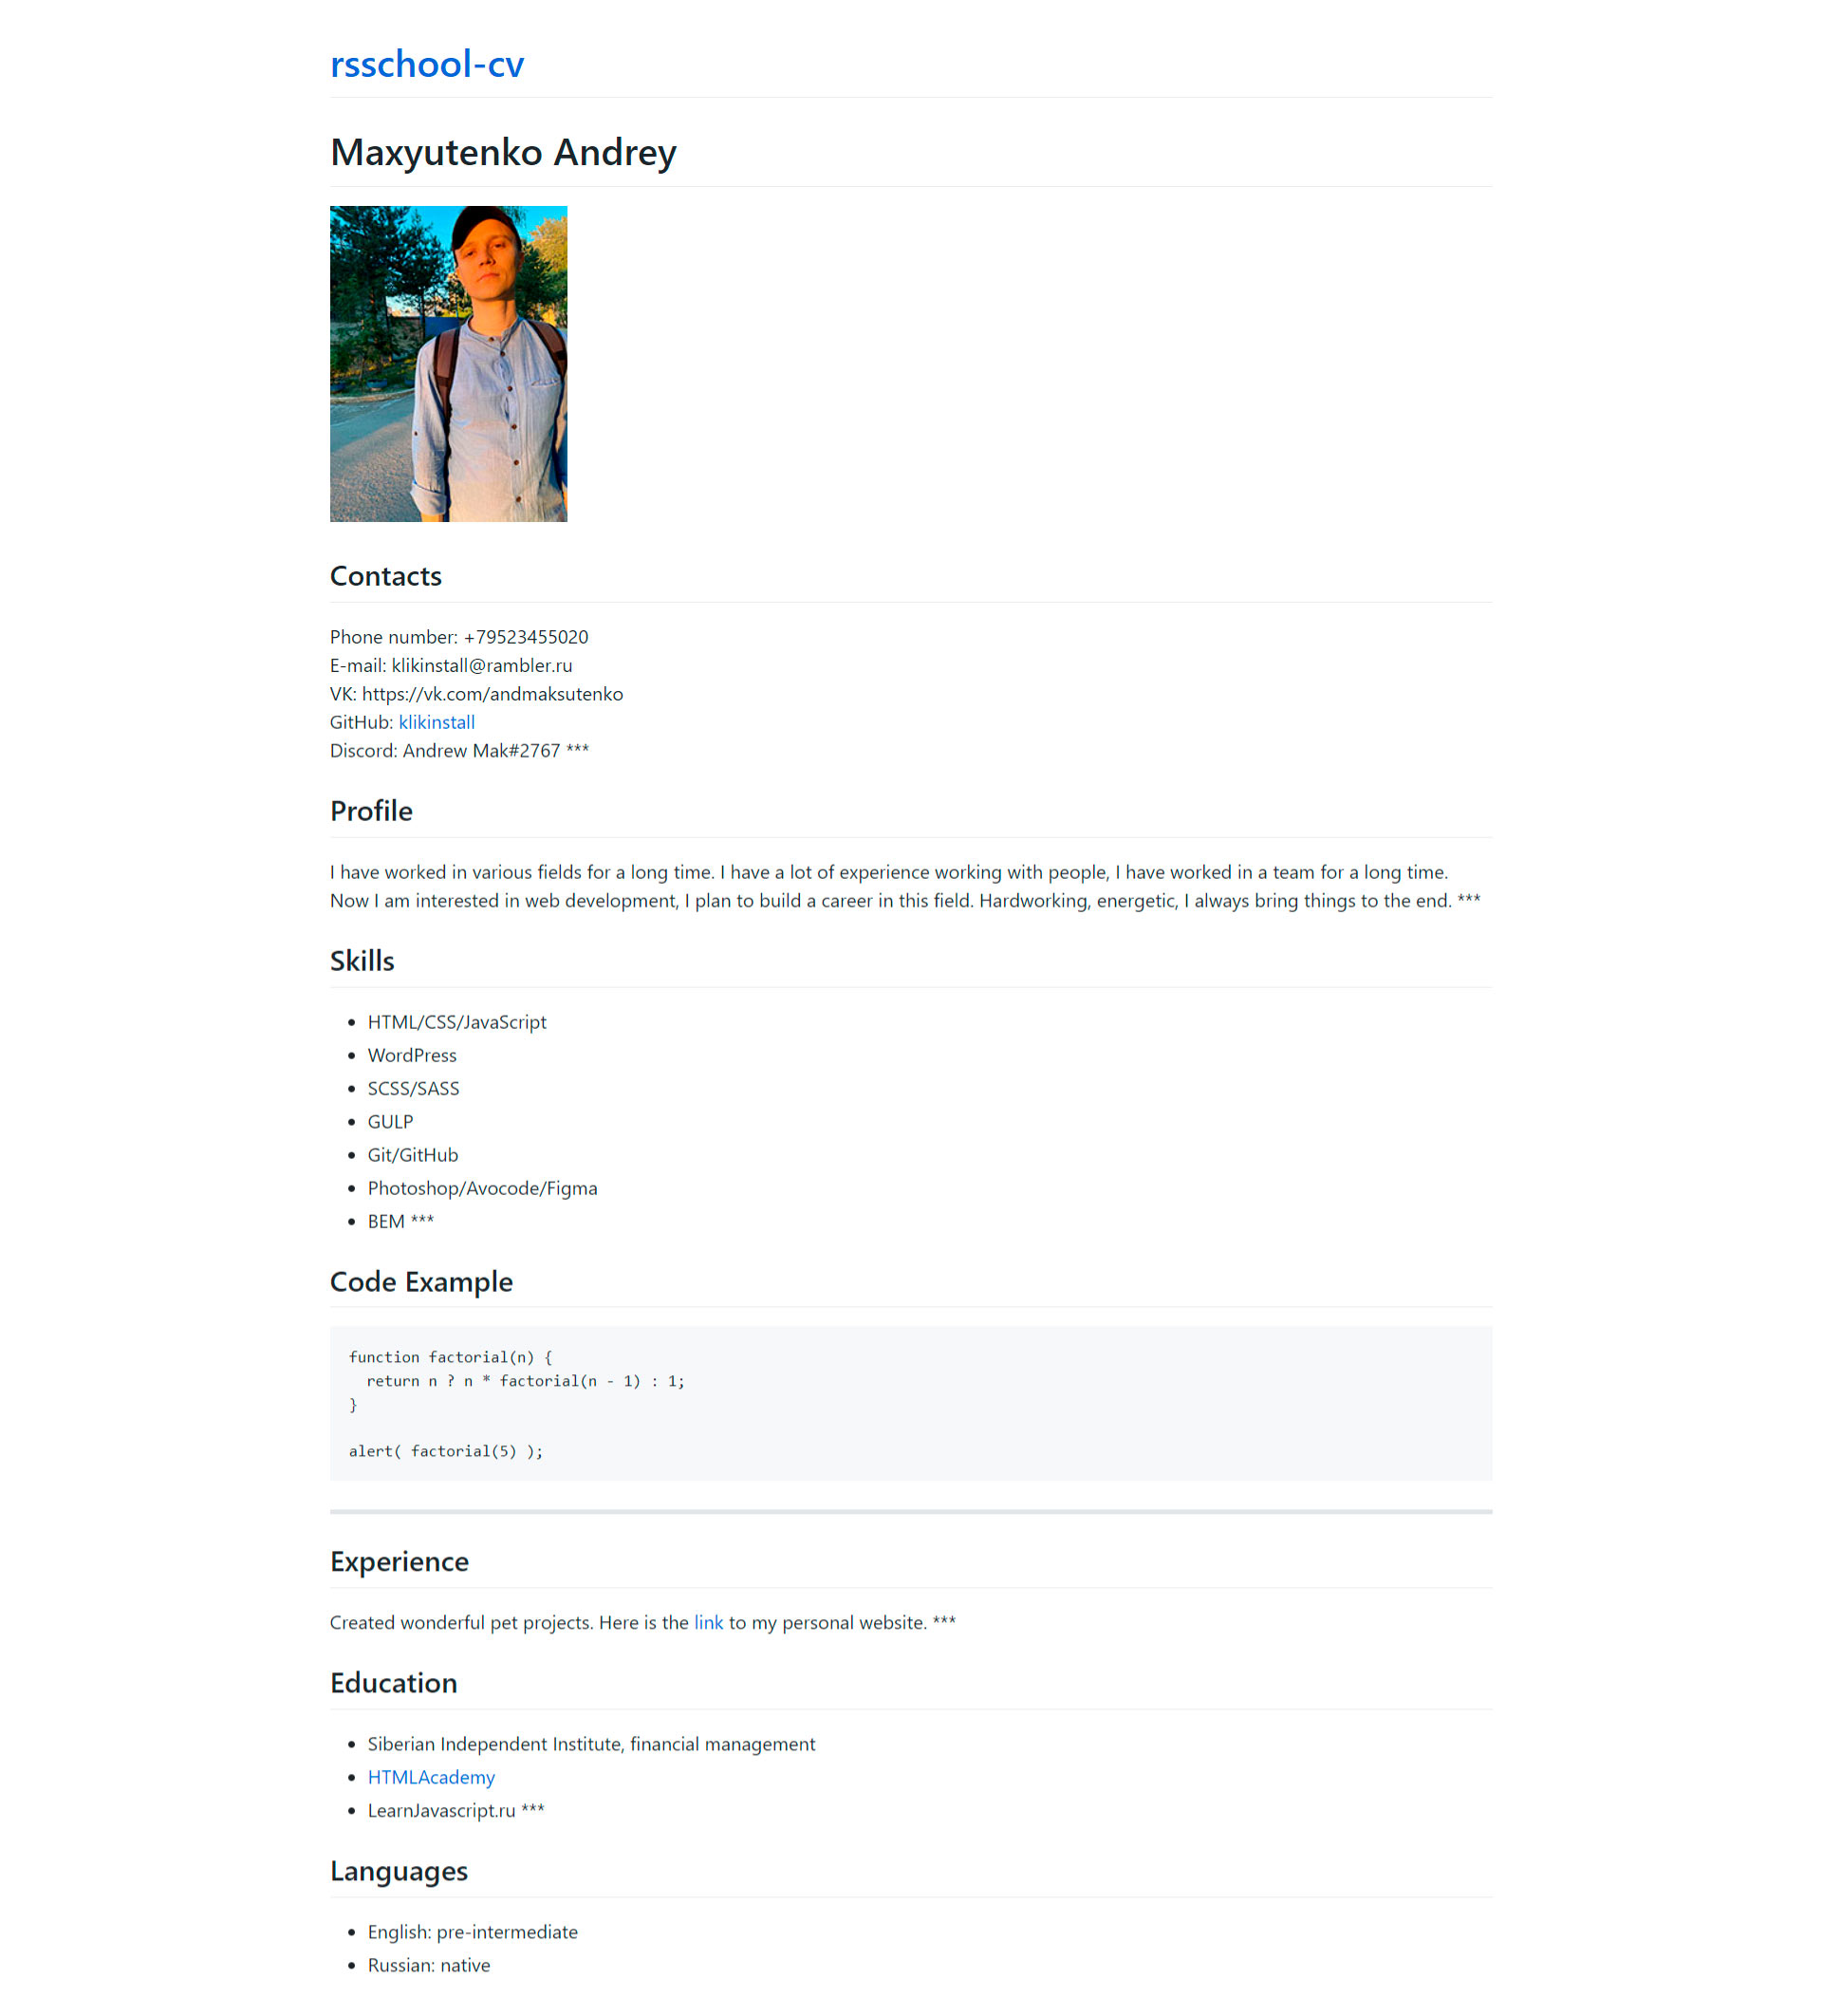 rsschool-cv
Maxyutenko Andrey
Contacts
Phone number: +79523455020
E-mail: klikinstall@rambler.ru
VK: https://vk.com/andmaksutenko
GitHub: klikinstall
Discord: Andrew Mak#2767 ***
Profile
I have worked in various fields for a long time. I have a lot of experience working with people, I have worked in a team for a long time.
Now I am interested in web development, I plan to build a career in this field. Hardworking, energetic, I always bring things to the end. ***
Skills
• HTML/CSS/JavaScript
• WordPress
• SCSS/SASS
• GULP
• Git/GitHub
• Photoshop/Avocode/Figma
• BEM ***
Code Example
function factorial(n) {
  return n ? n * factorial(n - 1) : 1;
}
alert( factorial(5) );
Experience
Created wonderful pet projects. Here is the link to my personal website. ***
Education
• Siberian Independent Institute, financial management
• HTMLAcademy
• LearnJavascript.ru ***
Languages
• English: pre-intermediate
• Russian: native